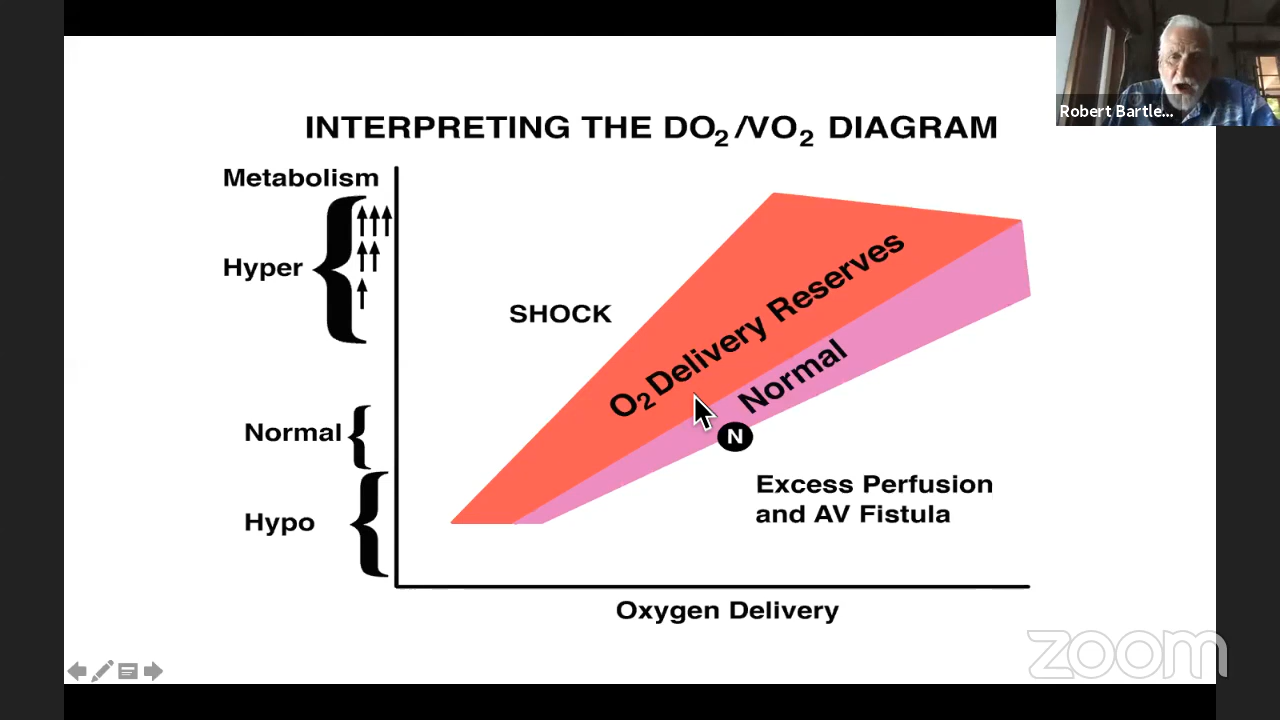 Robert Bartle...
INTERPRETING THE DO2/VO2 DIAGRAM
Metabolism
Hyper
SHOCK
O2 Delivery Reserves
Normal
N
Normal
Hypo
Excess Perfusion
and AV Fistula
Oxygen Delivery
zoom